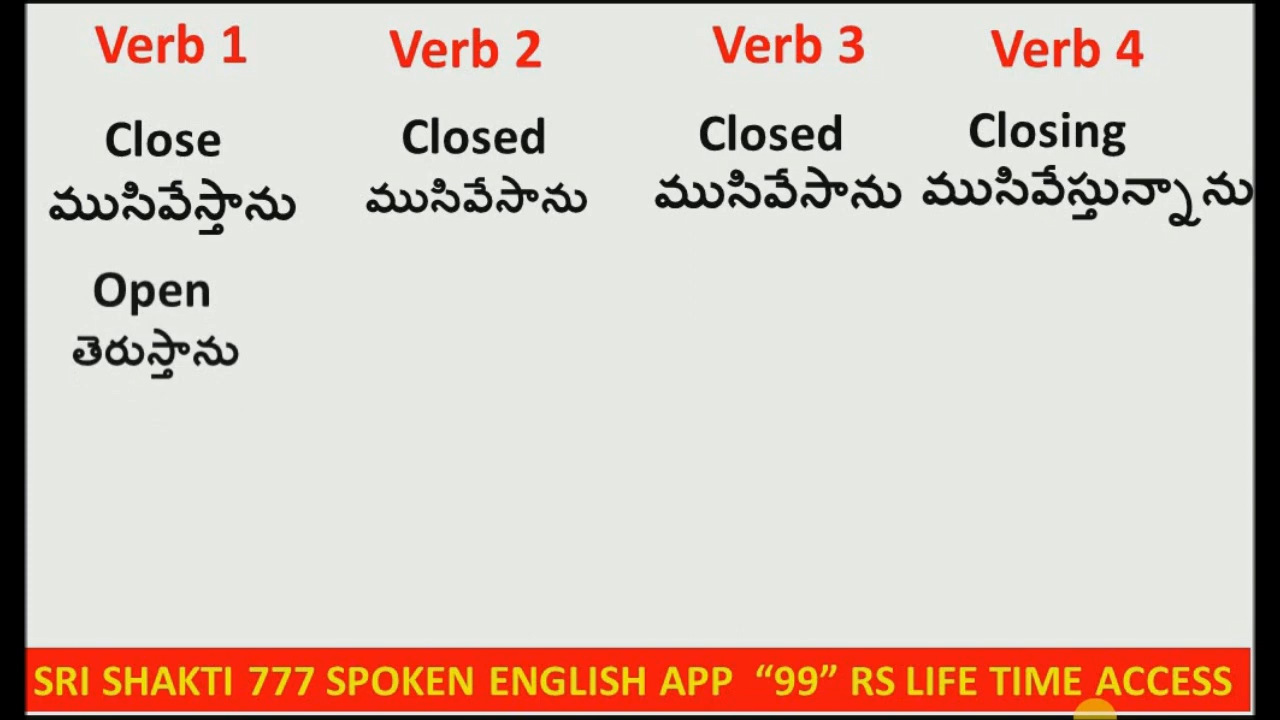 Verb 1 Verb 2 Verb 3 Verb 4
Close Closed Closed Closing
ముసివేస్తాను ముసివేసాను ముసివేసాను ముసివేస్తున్నాను
Open
తెరుస్తాను
SRI SHAKTI 777 SPOKEN ENGLISH APP “99” RS LIFE TIME ACCESS